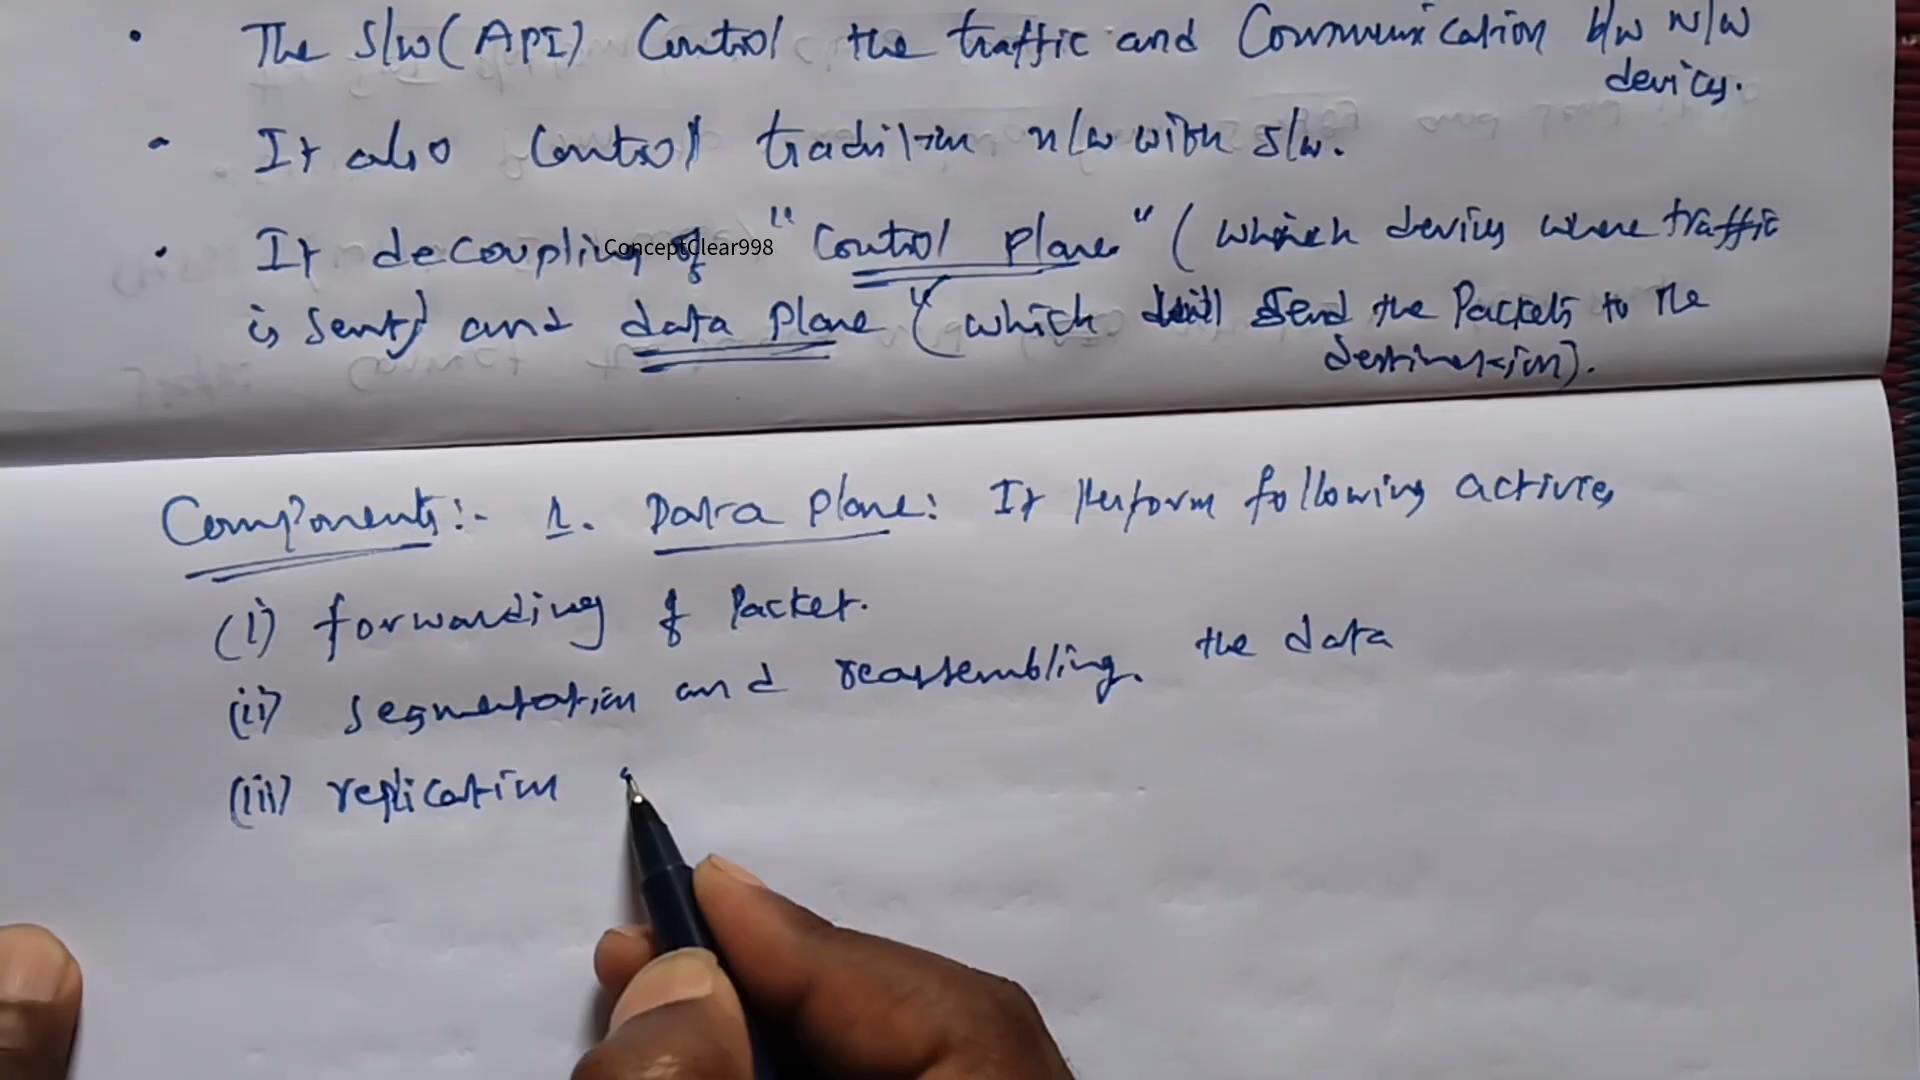 • The S/w (API) Control the traffic and Communication b/w N/W
devices.
• It also Control tradition n/w with S/w.
• It decoupling of "Control Plane" (which devices where traffic
ConceptClear998
is sent) and data Plane" (which will Send the Packets to the
destination).
Components:- 1. Data Plane: It Perform following activies
(i) forwarding of Packet.
(ii) Segmentation and reassembling. the data
(iii) replication